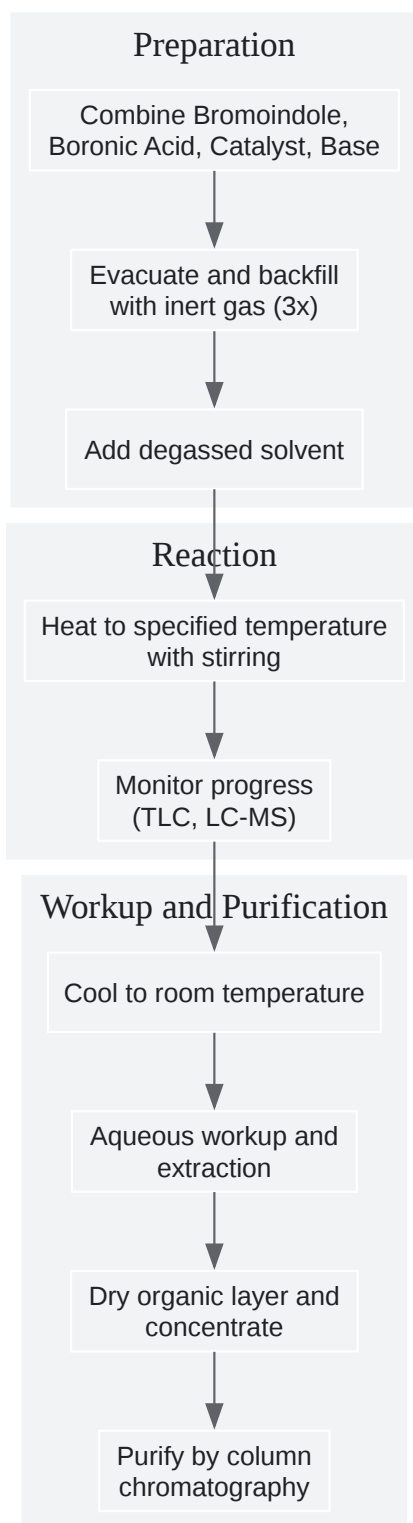 Preparation
Combine Bromoindole,
Boronic Acid, Catalyst, Base
Evacuate and backfill
with inert gas (3x)
Add degassed solvent
Reaction
Heat to specified temperature
with stirring
Monitor progress
(TLC, LC-MS)
Workup and Purification
Cool to room temperature
Aqueous workup and
extraction
Dry organic layer and
concentrate
Purify by column
chromatography